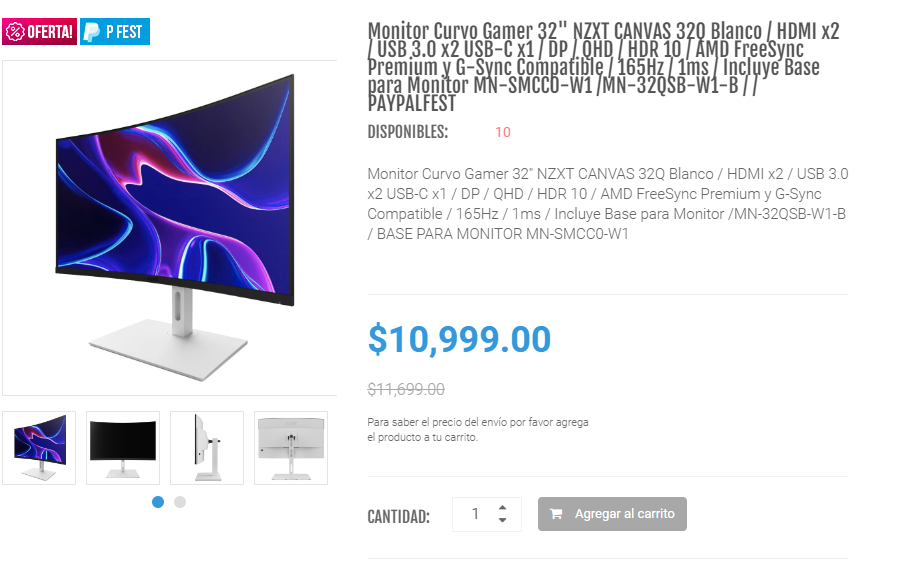 OFERTA!
P FEST
Monitor Curvo Gamer 32" NZXT CANVAS 32Q Blanco / HDMI x2
/ USB 3.0 x2 USB-C x1 / DP / QHD / HDR 10 / AMD FreeSync
Premium y G-Sync Compatible / 165Hz / 1ms / Incluye Base
para Monitor MN-SMCC0-W1 /MN-32QSB-W1-B / /
PAYPALFEST
DISPONIBLES: 10
Monitor Curvo Gamer 32" NZXT CANVAS 32Q Blanco / HDMI x2 / USB 3.0
x2 USB-C x1 / DP / QHD / HDR 10 / AMD FreeSync Premium y G-Sync
Compatible / 165Hz / 1ms / Incluye Base para Monitor /MN-32QSB-W1-B
/ BASE PARA MONITOR MN-SMCC0-W1
$10,999.00
$11,699.00
Para saber el precio del envío por favor agrega
el producto a tu carrito.
CANTIDAD: 1 Agregar al carrito